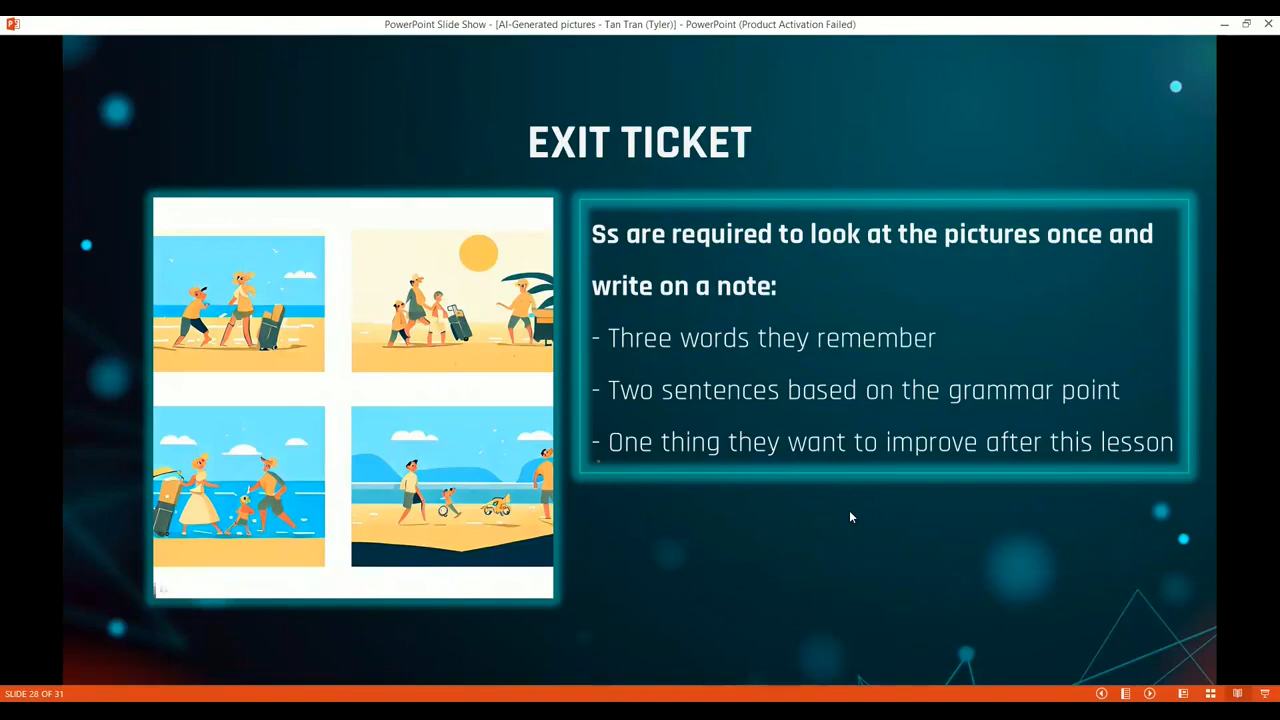 PowerPoint Slide Show - [AI-Generated pictures - Tan Tran (Tyler)] - PowerPoint (Product Activation Failed)
EXIT TICKET
Ss are required to look at the pictures once and
write on a note:
- Three words they remember
- Two sentences based on the grammar point
- One thing they want to improve after this lesson
SLIDE 28 OF 31